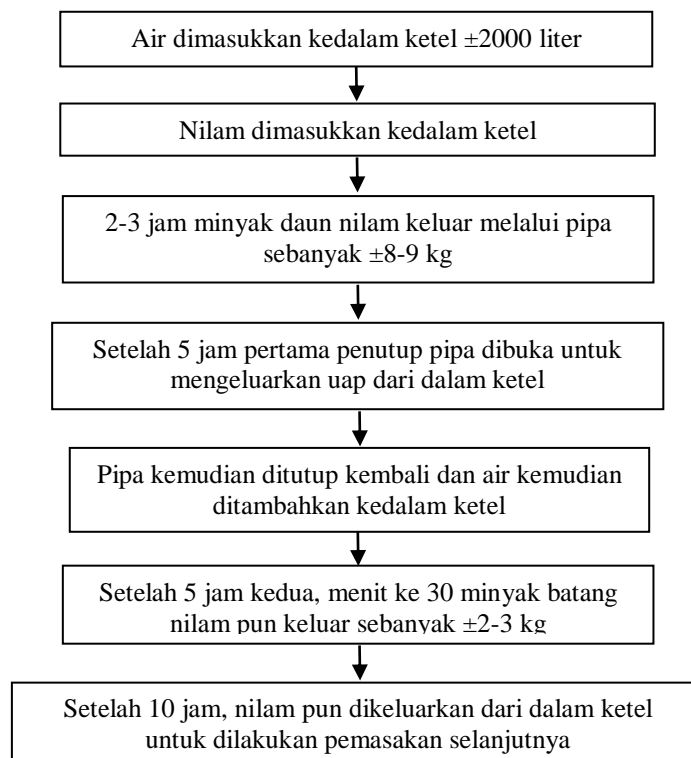 Air dimasukkan kedalam ketel ±2000 liter
Nilam dimasukkan kedalam ketel
2-3 jam minyak daun nilam keluar melalui pipa
sebanyak ±8-9 kg
Setelah 5 jam pertama penutup pipa dibuka untuk
mengeluarkan uap dari dalam ketel
Pipa kemudian ditutup kembali dan air kemudian
ditambahkan kedalam ketel
Setelah 5 jam kedua, menit ke 30 minyak batang
nilam pun keluar sebanyak ±2-3 kg
Setelah 10 jam, nilam pun dikeluarkan dari dalam ketel
untuk dilakukan pemasakan selanjutnya